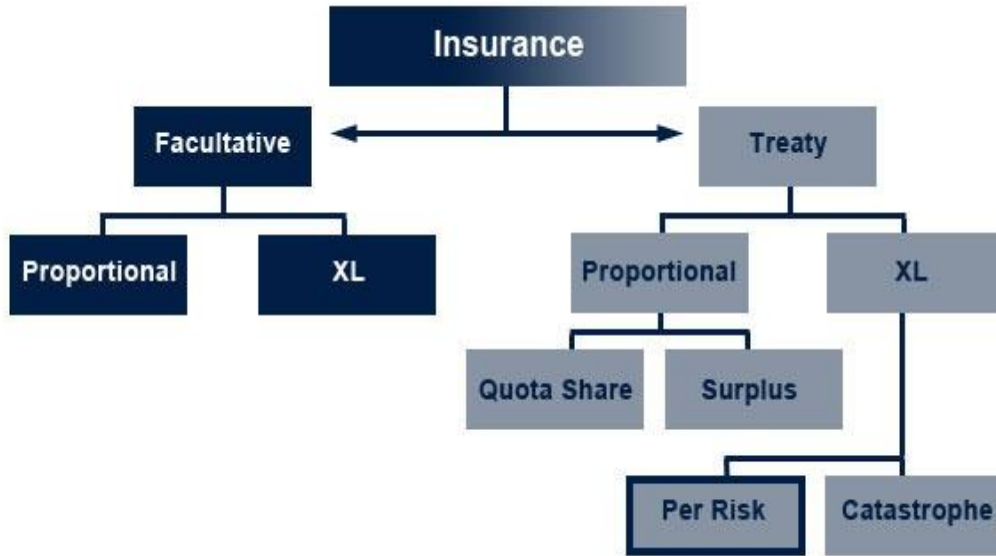 Insurance
Facultative
Treaty
Proportional
XL
Proportional
XL
Quota Share
Surplus
Per Risk
Catastrophe